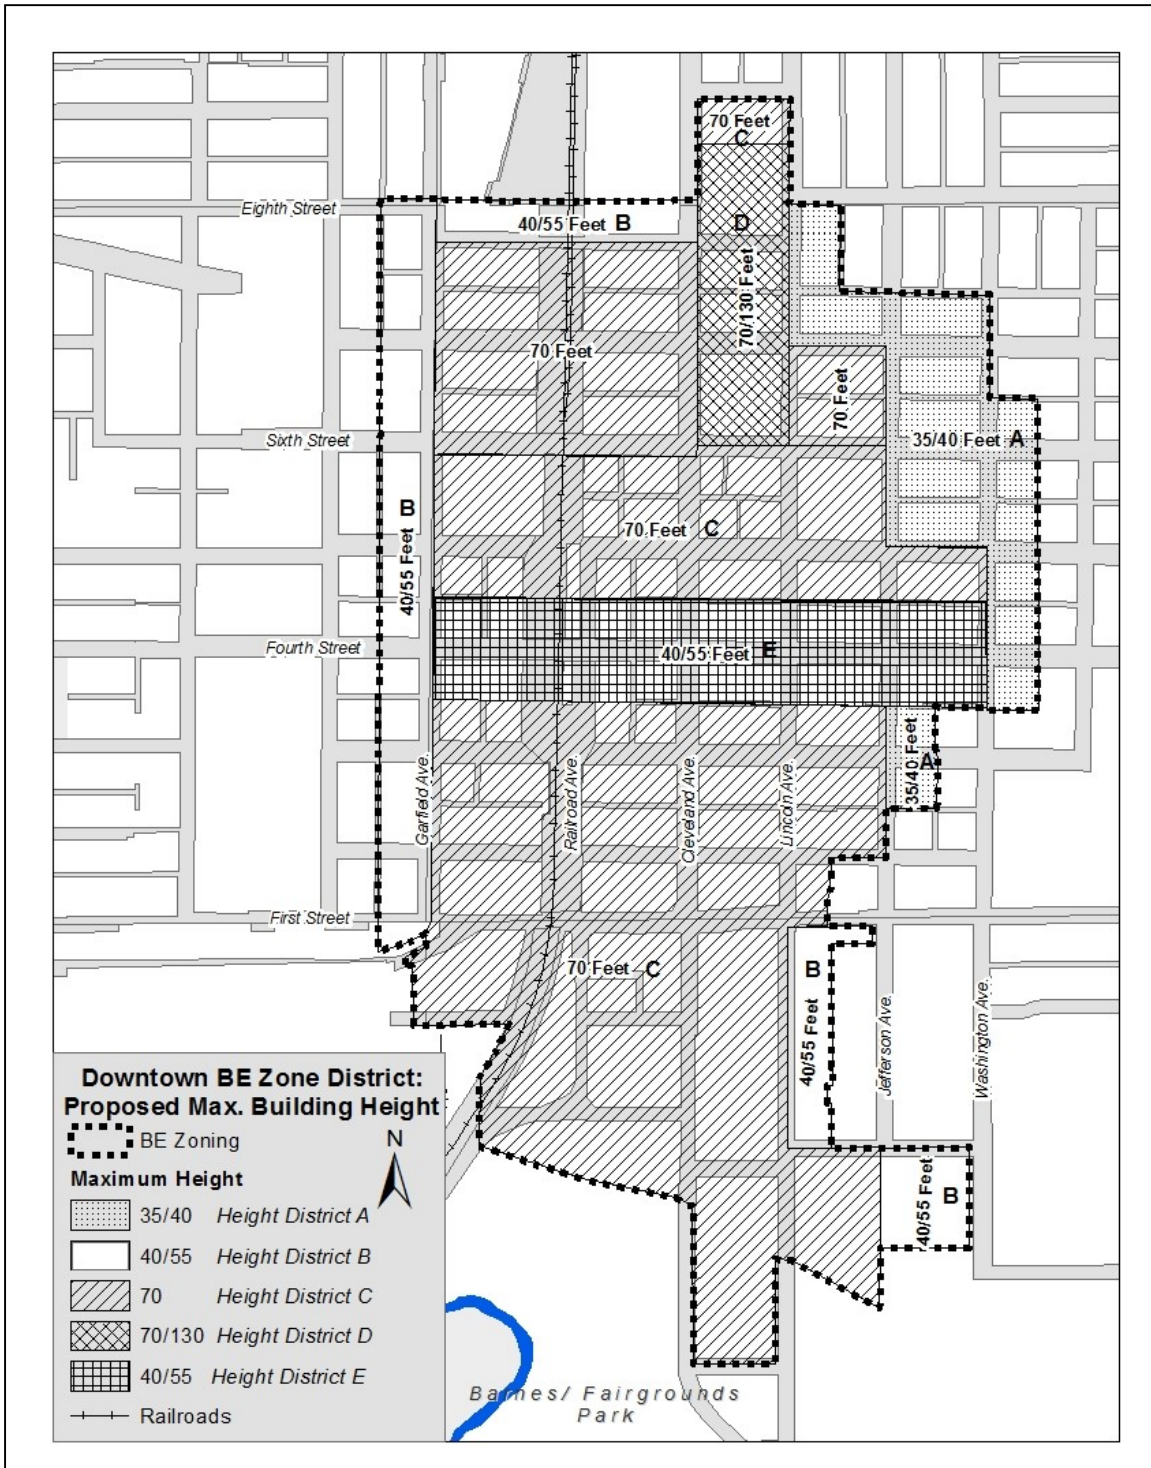 70 Feet
C
Eighth Street
40/55 Feet B
D
70/130 Feet
70 Feet
70 Feet
Sixth Street
35/40 Feet A
B
40/55 Feet
70 Feet C
Fourth Street
40/55 Feet E
35/40 Feet
A
Garfield Ave.
Railroad Ave.
Cleveland Ave.
Lincoln Ave.
First Street
70 Feet C
B
40/55 Feet
Jefferson Ave.
Washington Ave.
40/55 Feet
B
Downtown BE Zone District:
Proposed Max. Building Height
BE Zoning
N
Maximum Height
35/40 Height District A
40/55 Height District B
70 Height District C
70/130 Height District D
40/55 Height District E
Railroads
Barnes/ Fairgrounds
Park